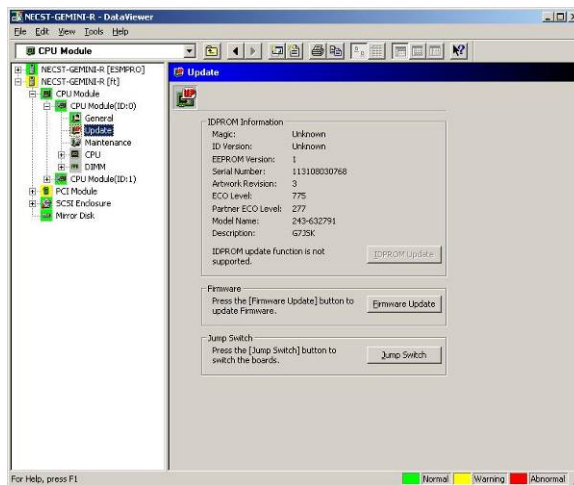 NECST-GEMINI-R - DataViewer
File Edit View Tools Help
CPU Module
NECST-GEMINI-R [ESMPRO]
NECST-GEMINI-R [ft]
CPU Module
CPU Module(ID:0)
General
Update
Maintenance
CPU
DIMM
CPU Module(ID:1)
PCI Module
SCSI Enclosure
Mirror Disk
Update
IDPROM Information
Magic: Unknown
ID Version: Unknown
EEPROM Version: 1
Serial Number: 113108030768
Artwork Revision: 3
ECO Level: 775
Partner ECO Level: 277
Model Name: 243-632791
Description: G7JSK
IDPROM update function is not
supported.
IDPROM Update
Firmware
Press the [Firmware Update] button to
update Firmware.
Firmware Update
Jump Switch
Press the [Jump Switch] button to
switch the boards.
Jump Switch
For Help, press F1
Normal Warning Abnormal